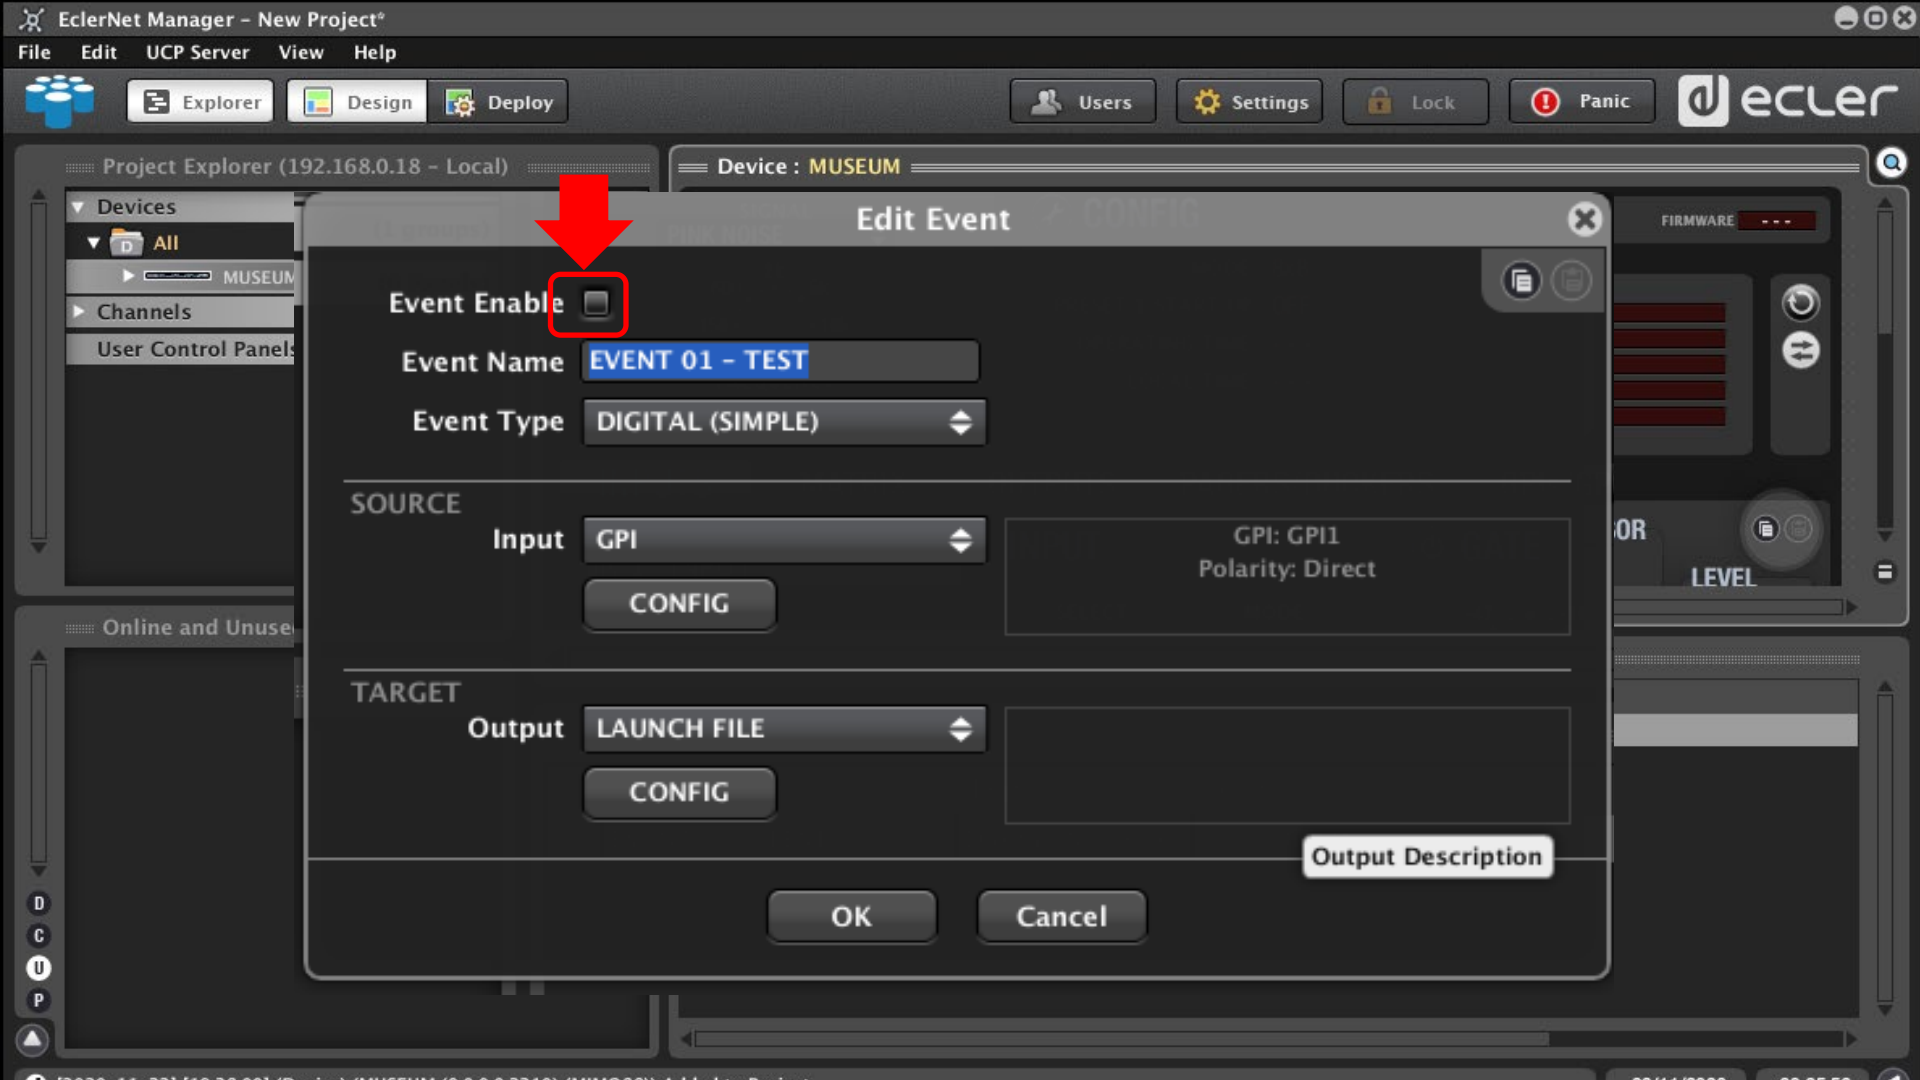 EclerNet Manager – New Project*
File Edit UCP Server View Help
Explorer Design Deploy Users Settings Lock Panic ecler
Project Explorer (192.168.0.18 – Local)
Device : MUSEUM
Devices
D All
MUSEUM
Channels
User Control Panels
Edit Event
CONFIG
FIRMWARE ---
Event Enable
Event Name EVENT 01 – TEST
Event Type DIGITAL (SIMPLE)
SOURCE
Input GPI
CONFIG
GPI: GPI1
Polarity: Direct
LEVEL
Online and Unuse
TARGET
Output LAUNCH FILE
CONFIG
Output Description
OK Cancel
D
C
U
P